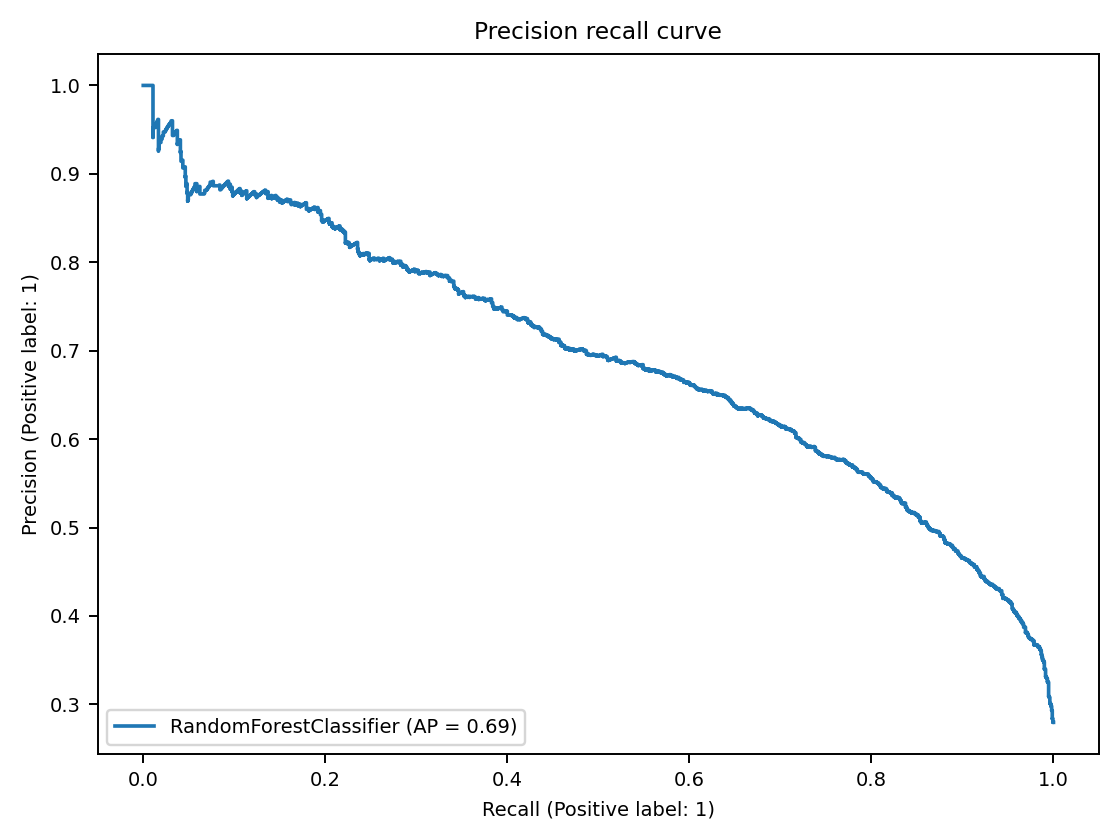 Precision recall curve
1.0
0.9
0.8
0.7
0.6
0.5
0.4
0.3
Precision (Positive label: 1)
RandomForestClassifier (AP = 0.69)
0.0 0.2 0.4 0.6 0.8 1.0
Recall (Positive label: 1)